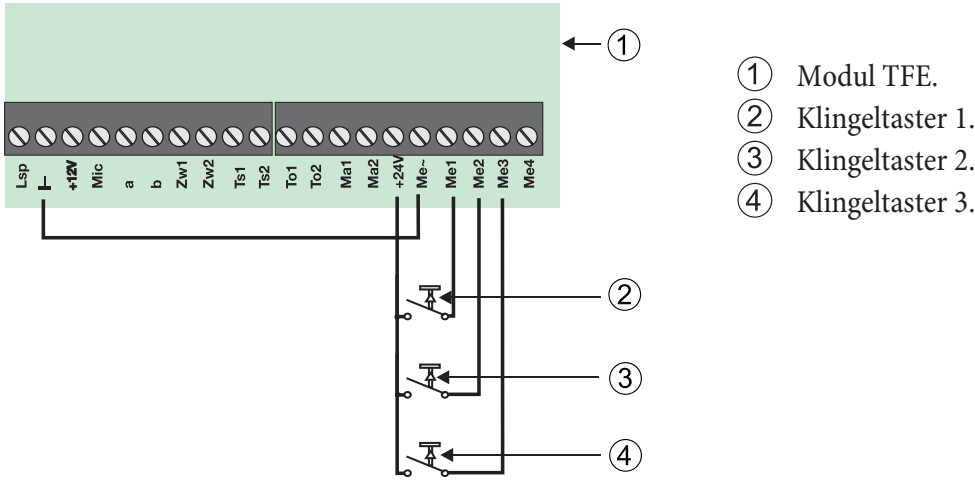 ①
① Modul TFE.
② Klingeltaster 1.
③ Klingeltaster 2.
④ Klingeltaster 3.
Lsp
+12V
Mic
a
b
Zw1
Zw2
Ts1
Ts2
To1
To2
Ma1
Ma2
+24V
Me~
Me1
Me2
Me3
Me4
②
③
④